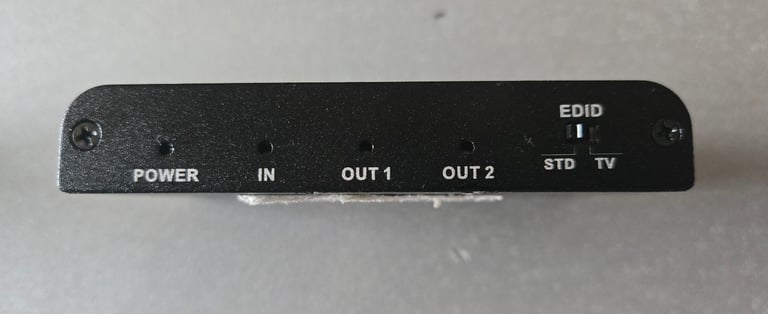 EDID
STD TV
POWER IN OUT 1 OUT 2